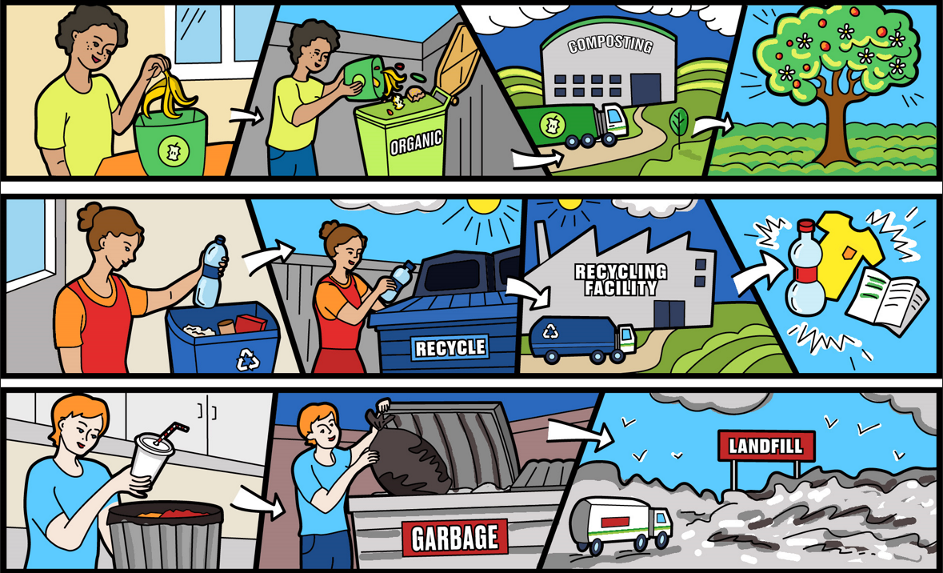 ORGANIC
COMPOSTING
RECYCLE
RECYCLING
FACILITY
GARBAGE
LANDFILL